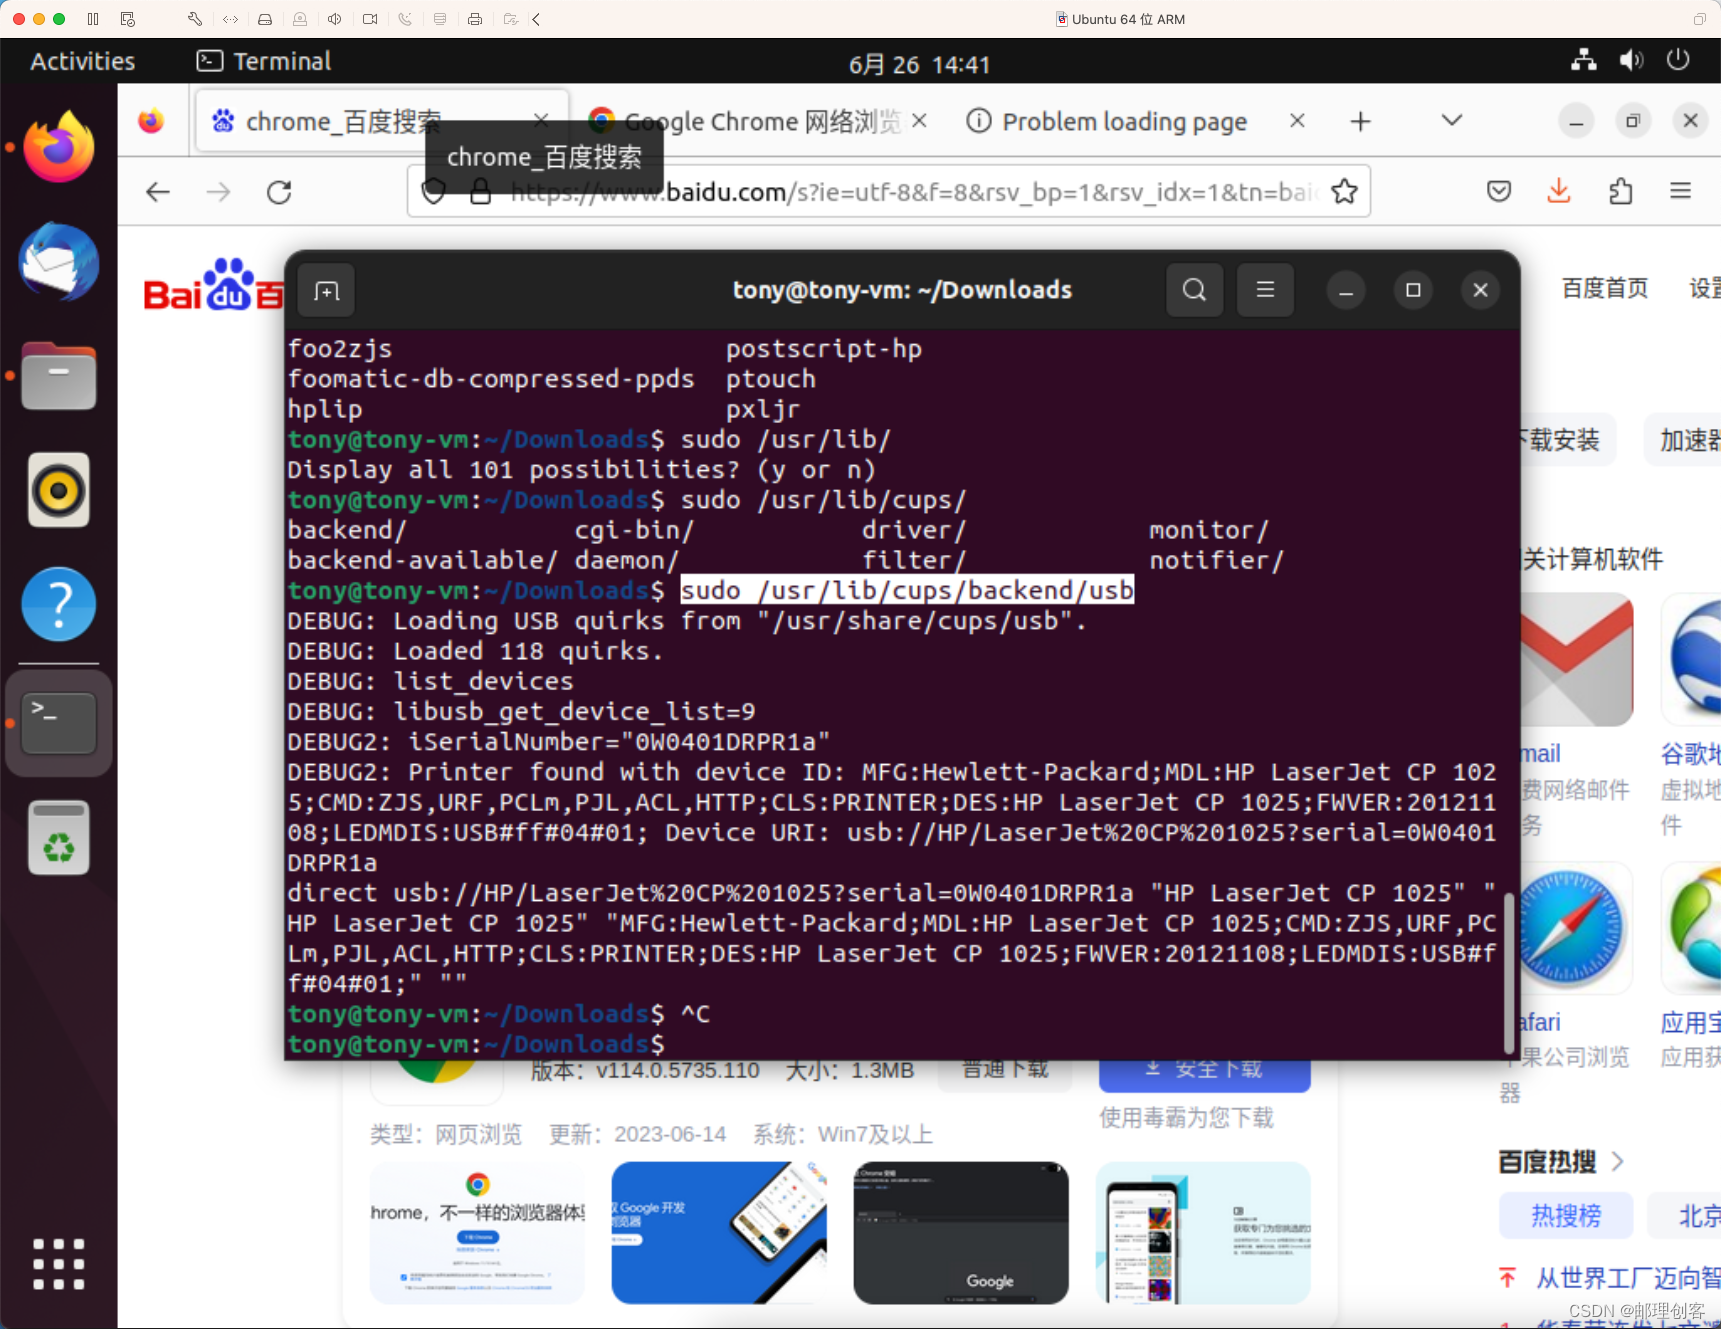 Ubuntu 64 位 ARM
Activities
Terminal
6月 26 14:41
chrome_百度搜索
Google Chrome 网络浏览
Problem loading page
chrome_百度搜索
https://www.baidu.com/s?ie=utf-8&f=8&rsv_bp=1&rsv_idx=1&tn=bai
Bai du 百
百度首页
设置
tony@tony-vm: ~/Downloads
foo2zjs postscript-hp
foomatic-db-compressed-ppds ptouch
hplip pxljr
tony@tony-vm:~/Downloads$ sudo /usr/lib/
Display all 101 possibilities? (y or n)
tony@tony-vm:~/Downloads$ sudo /usr/lib/cups/
backend/ cgi-bin/ driver/ monitor/
backend-available/ daemon/ filter/ notifier/
tony@tony-vm:~/Downloads$ sudo /usr/lib/cups/backend/usb
DEBUG: Loading USB quirks from "/usr/share/cups/usb".
DEBUG: Loaded 118 quirks.
DEBUG: list_devices
DEBUG: libusb_get_device_list=9
DEBUG2: iSerialNumber="0W0401DRPR1a"
DEBUG2: Printer found with device ID: MFG:Hewlett-Packard;MDL:HP LaserJet CP 102
5;CMD:ZJS,URF,PCLm,PJL,ACL,HTTP;CLS:PRINTER;DES:HP LaserJet CP 1025;FWVER:201211
08;LEDMDIS:USB#ff#04#01; Device URI: usb://HP/LaserJet%20CP%201025?serial=0W0401
DRPR1a
direct usb://HP/LaserJet%20CP%201025?serial=0W0401DRPR1a "HP LaserJet CP 1025" "
HP LaserJet CP 1025" "MFG:Hewlett-Packard;MDL:HP LaserJet CP 1025;CMD:ZJS,URF,PC
Lm,PJL,ACL,HTTP;CLS:PRINTER;DES:HP LaserJet CP 1025;FWVER:20121108;LEDMDIS:USB#f
f#04#01;" ""
tony@tony-vm:~/Downloads$ ^C
tony@tony-vm:~/Downloads$
下载安装
加速器
关计算机软件
mail
谷歌地
费网络邮件
虚拟地
务
件
afari
应用宝
果公司浏览
应用获
器
版本：v114.0.5735.110 大小：1.3MB
普通下载
安全下载
使用毒霸为您下载
类型：网页浏览 更新：2023-06-14 系统：Win7及以上
hrome，不一样的浏览器体验
Google 开发
浏览器
Google
百度热搜
热搜榜
北京
从世界工厂迈向智
CSDN @邮理创客